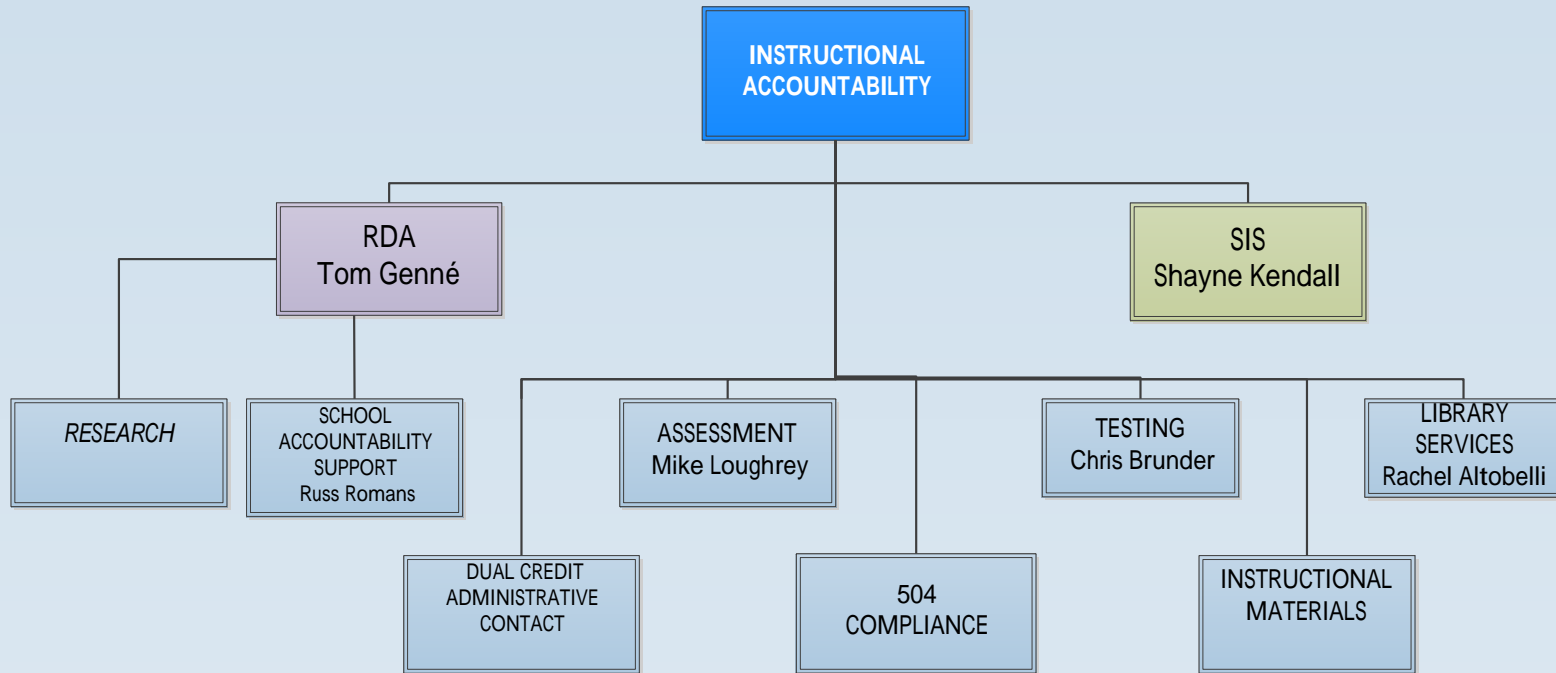 INSTRUCTIONAL
ACCOUNTABILITY
RDA
Tom Genné
SIS
Shayne Kendall
RESEARCH
SCHOOL
ACCOUNTABILITY
SUPPORT
Russ Romans
ASSESSMENT
Mike Loughrey
TESTING
Chris Brunder
LIBRARY
SERVICES
Rachel Altobelli
DUAL CREDIT
ADMINISTRATIVE
CONTACT
504
COMPLIANCE
INSTRUCTIONAL
MATERIALS